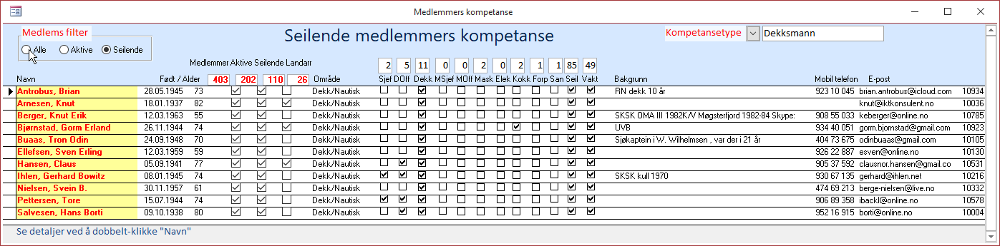 Medlemmers kompetanse
Medlems filter
Alle Aktive Seilende
Seilende medlemmers kompetanse
Kompetansetype Dekksmann
Medlemmer Aktive Seilende Landarr
2 5 11 0 0 2 0 2 1 1 85 49
Navn Født / Alder 403 202 110 26 Område Sjef DOff Dekk MSjef MOff Mask Elek Kokk Forp San Seil Vakt Bakgrunn Mobil telefon E-post
Antrobus, Brian 28.05.1945 73 Dekk/Nautisk RN dekk 10 år 923 10 045 brian.antrobus@icloud.com 10934
Arnesen, Knut 18.01.1937 82 Dekk/Nautisk knut@iktkonsulent.no 10036
Berger, Knut Erik 12.03.1963 55 Dekk/Nautisk SKSK OMA III 1982K/V Møgsterfjord 1982-84 Skype: 908 55 033 keberger@online.no 10785
Bjørnstad, Gorm Erland 26.11.1944 74 Dekk/Nautisk UVB 934 40 051 gorm.bjornstad@gmail.com 10923
Buaas, Tron Odin 24.09.1948 70 Dekk/Nautisk Sjøkaptein i W. Wilhelmsen , var der i 21 år 404 73 675 odinbuaas@gmail.com 10105
Ellefsen, Sven Erling 12.03.1959 59 Dekk/Nautisk 926 22 887 esven@online.no 10130
Hansen, Claus 05.09.1941 77 Dekk/Nautisk 905 37 592 clausnor.hansen@gmail.co 10531
Ihlen, Gerhard Bowitz 08.01.1945 74 Dekk/Nautisk SKSK kull 1970 930 67 135 gerhard@ihlen.net 10216
Nielsen, Svein B. 30.11.1957 61 Dekk/Nautisk 474 69 213 berge-nielsen@live.no 10332
Pettersen, Tore 15.07.1944 74 Dekk/Nautisk 906 89 358 ibackl@online.no 10578
Salvesen, Hans Borti 09.10.1938 80 Dekk/Nautisk 952 16 915 borti@online.no 10004
Se detaljer ved å dobbelt-klikke "Navn"